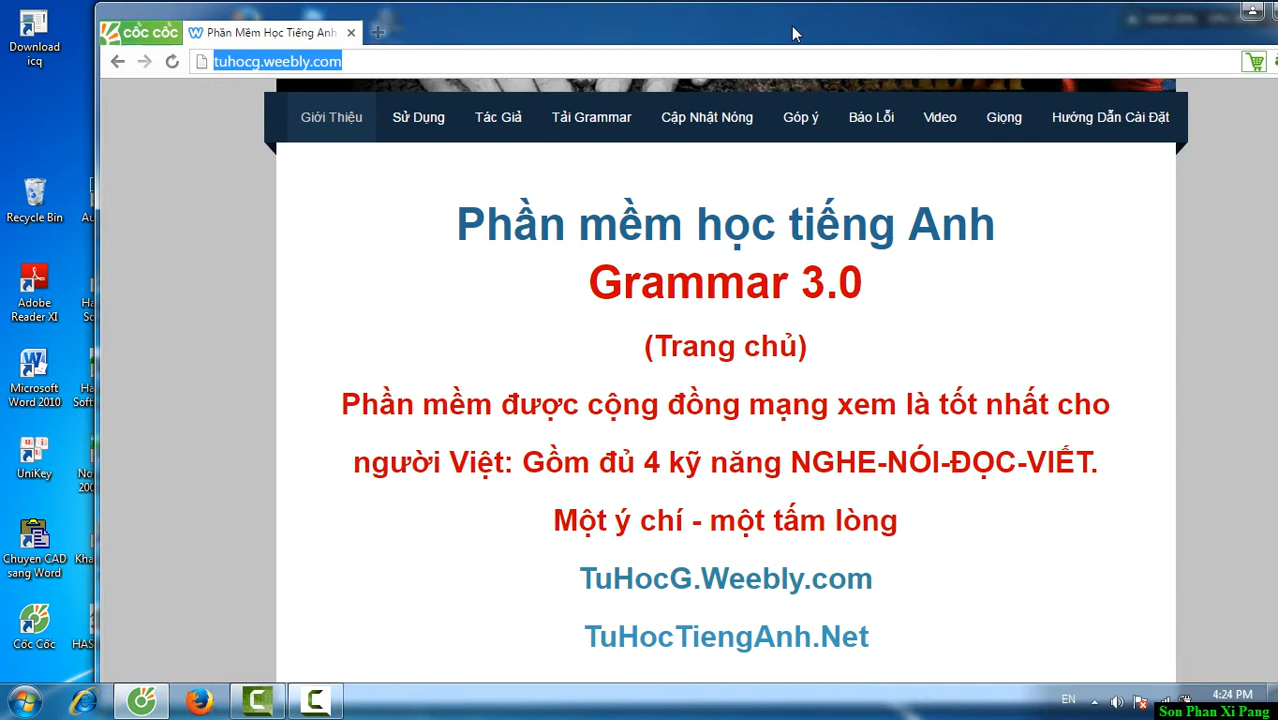 Download
icq
Recycle Bin
Adobe
Reader XI
Microsoft
Word 2010
UniKey
Chuyen CAD
sang Word
Cốc Cốc
cốc cốc
Phần Mềm Học Tiếng Anh
tuhocg.weebly.com
Giới Thiệu
Sử Dụng
Tác Giả
Tải Grammar
Cập Nhật Nóng
Góp ý
Báo Lỗi
Video
Giọng
Hướng Dẫn Cài Đặt
Phần mềm học tiếng Anh
Grammar 3.0
(Trang chủ)
Phần mềm được cộng đồng mạng xem là tốt nhất cho
người Việt: Gồm đủ 4 kỹ năng NGHE-NÓI-ĐỌC-VIẾT.
Một ý chí - một tấm lòng
TuHocG.Weebly.com
TuHocTiengAnh.Net
EN
4:24 PM
Son Phan Xi Pang